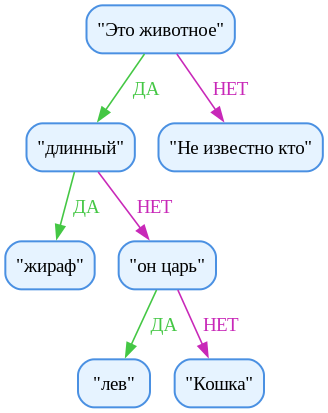 "Это животное"
ДА
НЕТ
"длинный"
"Не известно кто"
ДА
НЕТ
"жираф"
"он царь"
ДА
НЕТ
"лев"
"Кошка"